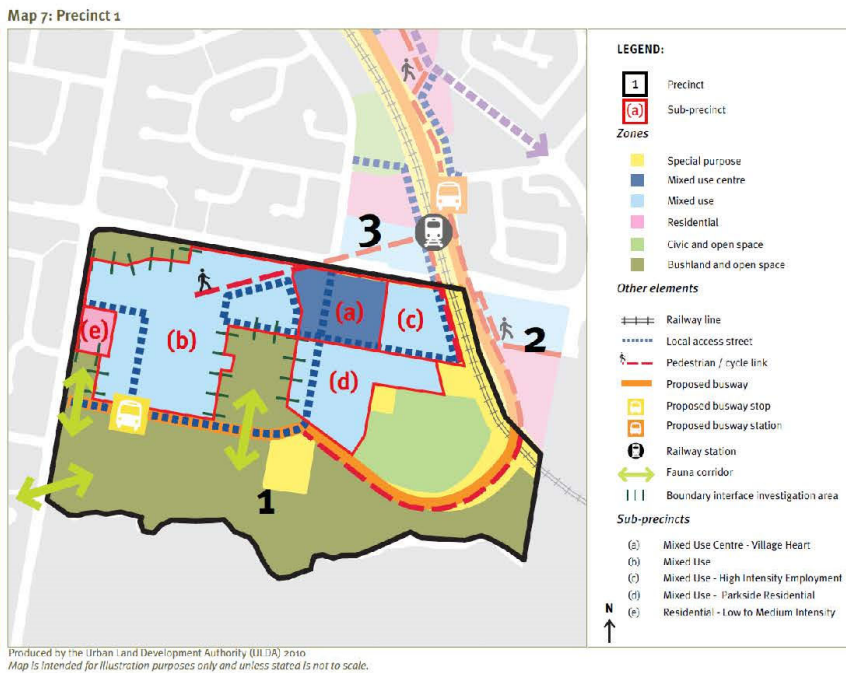 Map 7: Precinct 1
LEGEND:
1 Precinct
(a) Sub-precinct
Zones
Special purpose
Mixed use centre
Mixed use
Residential
Civic and open space
Bushland and open space
Other elements
Railway line
Local access street
Pedestrian / cycle link
Proposed busway
Proposed busway stop
Proposed busway station
Railway station
Fauna corridor
Boundary interface investigation area
Sub-precincts
(a) Mixed Use Centre - Village Heart
(b) Mixed Use
(c) Mixed Use - High Intensity Employment
(d) Mixed Use - Parkside Residential
(e) Residential - Low to Medium Intensity
N
3
(a)
(c)
(e)
(b)
2
(d)
1
Produced by the Urban Land Development Authority (ULDA) 2010
Map is intended for illustration purposes only and unless stated is not to scale.